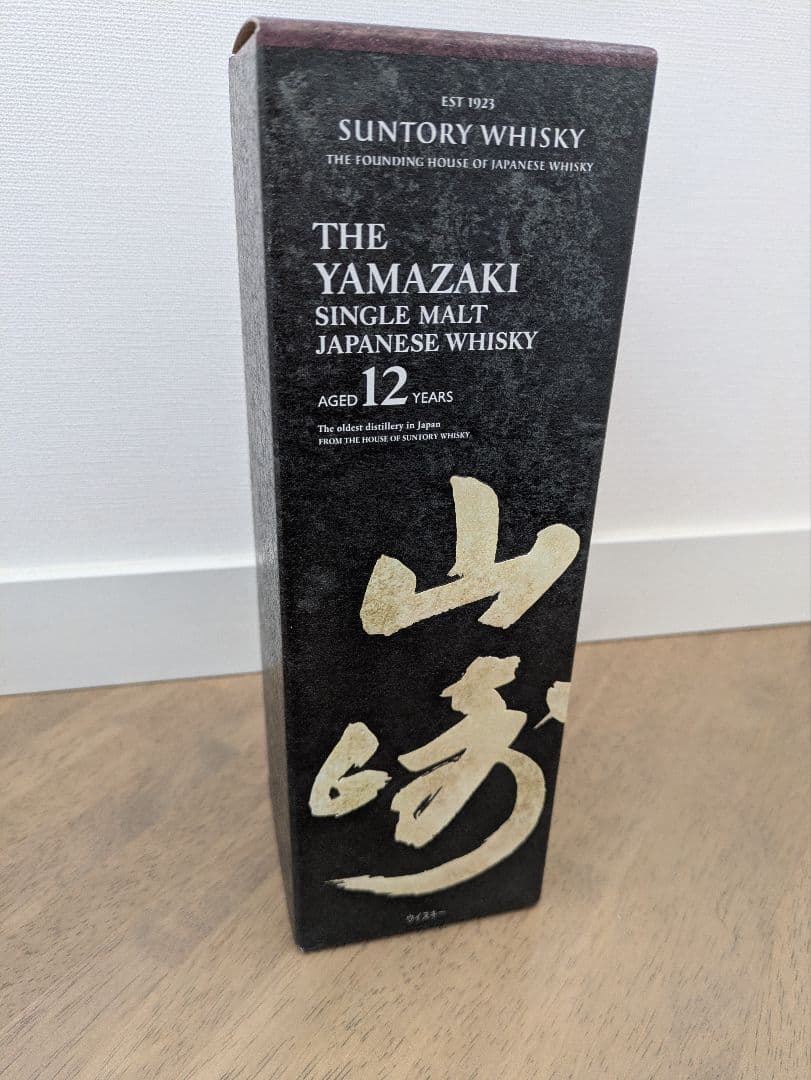 EST 1923
SUNTORY WHISKY
THE FOUNDING HOUSE OF JAPANESE WHISKY
THE
YAMAZAKI
SINGLE MALT
JAPANESE WHISKY
AGED 12 YEARS
The oldest distillery in Japan
FROM THE HOUSE OF SUNTORY WHISKY
山
崎
ウイスキー